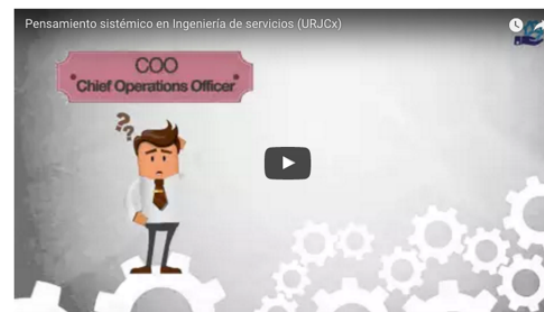 Pensamiento sistémico en Ingeniería de servicios (URJCx)
COO
Chief Operations Officer
??